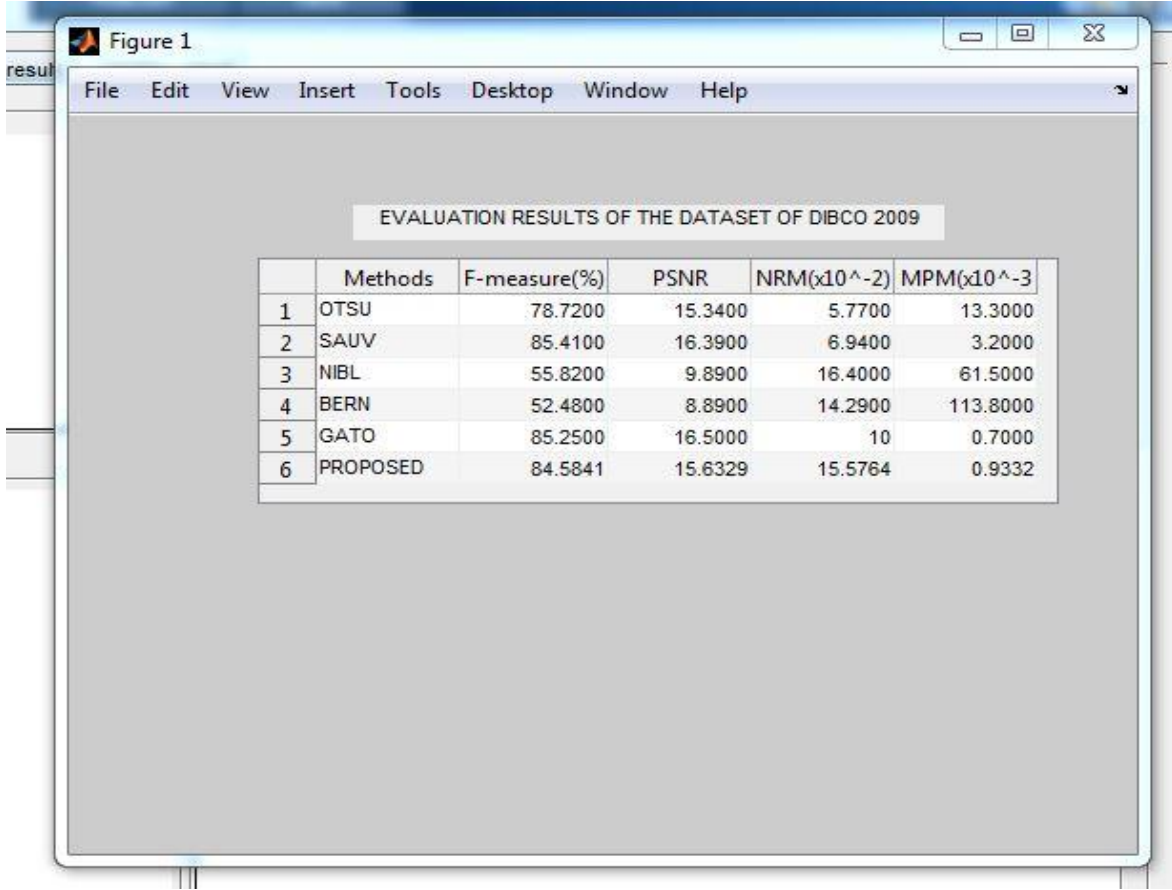 Figure 1
resul
File Edit View Insert Tools Desktop Window Help
EVALUATION RESULTS OF THE DATASET OF DIBCO 2009
Methods F-measure(%) PSNR NRM(x10^-2) MPM(x10^-3
1 OTSU 78.7200 15.3400 5.7700 13.3000
2 SAUV 85.4100 16.3900 6.9400 3.2000
3 NIBL 55.8200 9.8900 16.4000 61.5000
4 BERN 52.4800 8.8900 14.2900 113.8000
5 GATO 85.2500 16.5000 10 0.7000
6 PROPOSED 84.5841 15.6329 15.5764 0.9332